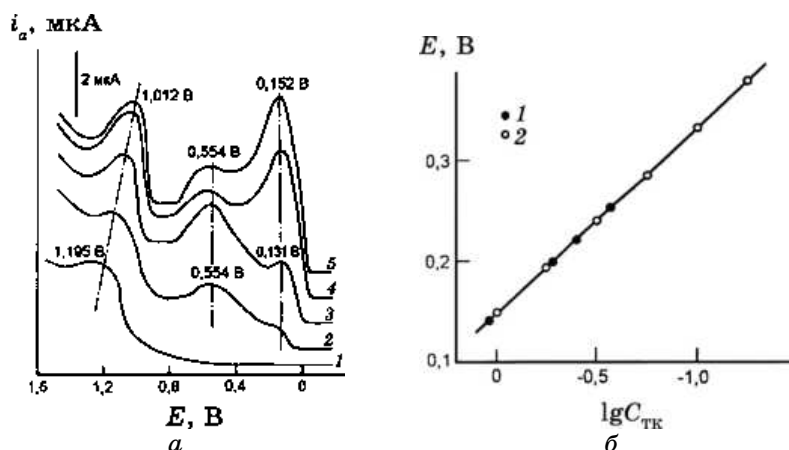 i_a, мкА
2 мкА
1,012 В
0,152 В
0,554 В
1,195 В
0,554 В
0,131 В
5
4
3
2
1
1,5 1,2 0,8 0,4 0
E, В
а
E, В
1
2
0,3
0,2
0,1
0 -0,5 -1,0
lgC_ТК
б